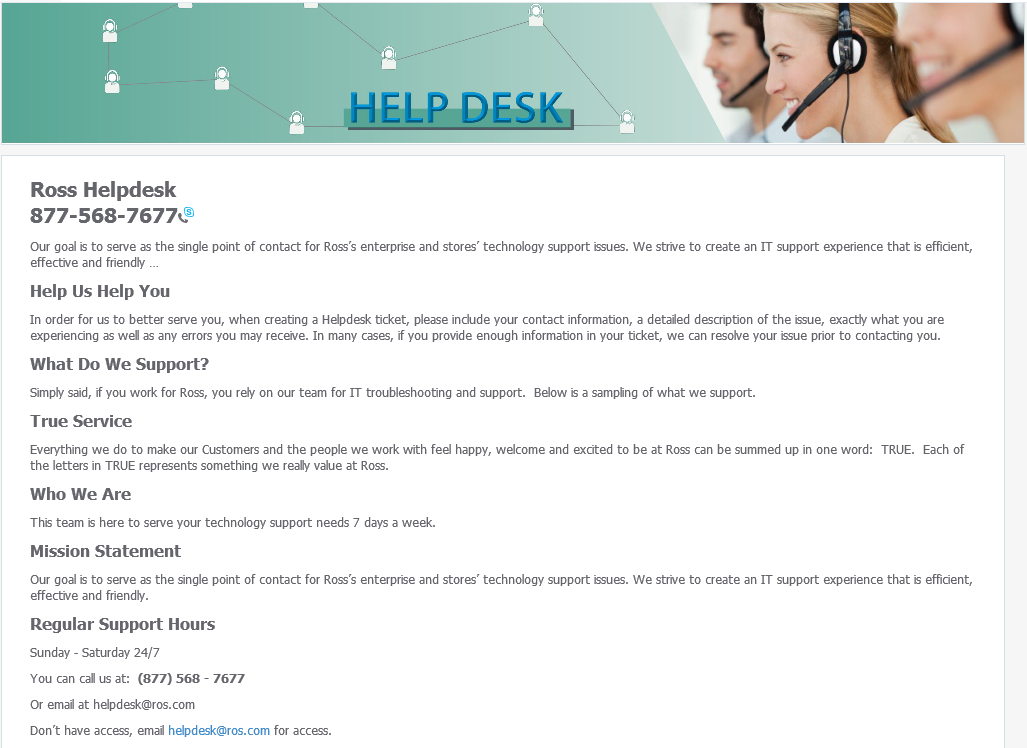 HELP DESK
Ross Helpdesk
877-568-7677
Our goal is to serve as the single point of contact for Ross's enterprise and stores' technology support issues. We strive to create an IT support experience that is efficient,
effective and friendly ...
Help Us Help You
In order for us to better serve you, when creating a Helpdesk ticket, please include your contact information, a detailed description of the issue, exactly what you are
experiencing as well as any errors you may receive. In many cases, if you provide enough information in your ticket, we can resolve your issue prior to contacting you.
What Do We Support?
Simply said, if you work for Ross, you rely on our team for IT troubleshooting and support.  Below is a sampling of what we support.
True Service
Everything we do to make our Customers and the people we work with feel happy, welcome and excited to be at Ross can be summed up in one word:  TRUE.  Each of
the letters in TRUE represents something we really value at Ross.
Who We Are
This team is here to serve your technology support needs 7 days a week.
Mission Statement
Our goal is to serve as the single point of contact for Ross's enterprise and stores' technology support issues. We strive to create an IT support experience that is efficient,
effective and friendly.
Regular Support Hours
Sunday - Saturday 24/7
You can call us at:  (877) 568 - 7677
Or email at helpdesk@ros.com
Don't have access, email helpdesk@ros.com for access.